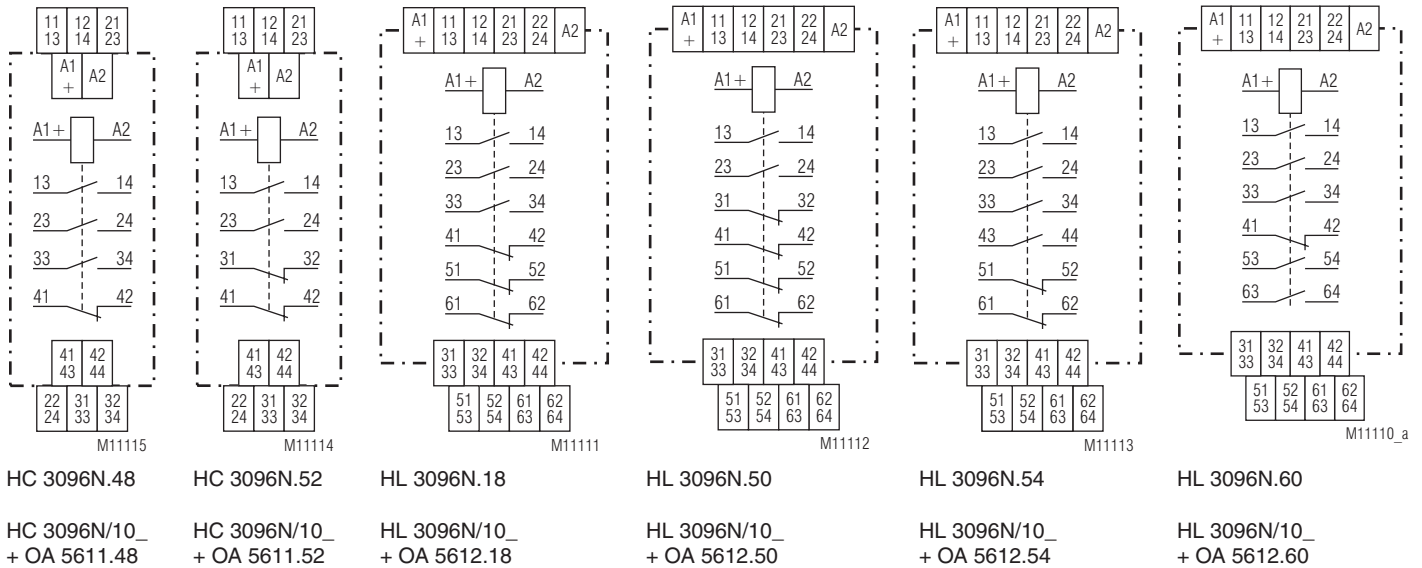 11 12 21
13 14 23
A1 A2
+
A1+ A2
13 14
23 24
33 34
41 42
41 42
43 44
22 31 32
24 33 34
M11115
HC 3096N.48
HC 3096N/10_
+ OA 5611.48
11 12 21
13 14 23
A1 A2
+
A1+ A2
13 14
23 24
31 32
41 42
41 42
43 44
22 31 32
24 33 34
M11114
HC 3096N.52
HC 3096N/10_
+ OA 5611.52
A1 11 12 21 22 A2
+ 13 14 23 24
A1+ A2
13 14
23 24
33 34
41 42
51 52
61 62
31 32 41 42
33 34 43 44
51 52 61 62
53 54 63 64
M11111
HL 3096N.18
HL 3096N/10_
+ OA 5612.18
A1 11 12 21 22 A2
+ 13 14 23 24
A1+ A2
13 14
23 24
31 32
41 42
51 52
61 62
31 32 41 42
33 34 43 44
51 52 61 62
53 54 63 64
M11112
HL 3096N.50
HL 3096N/10_
+ OA 5612.50
A1 11 12 21 22 A2
+ 13 14 23 24
A1+ A2
13 14
23 24
33 34
43 44
51 52
61 62
31 32 41 42
33 34 43 44
51 52 61 62
53 54 63 64
M11113
HL 3096N.54
HL 3096N/10_
+ OA 5612.54
A1 11 12 21 22 A2
+ 13 14 23 24
A1+ A2
13 14
23 24
33 34
41 42
53 54
63 64
31 32 41 42
33 34 43 44
51 52 61 62
53 54 63 64
M11110_a
HL 3096N.60
HL 3096N/10_
+ OA 5612.60